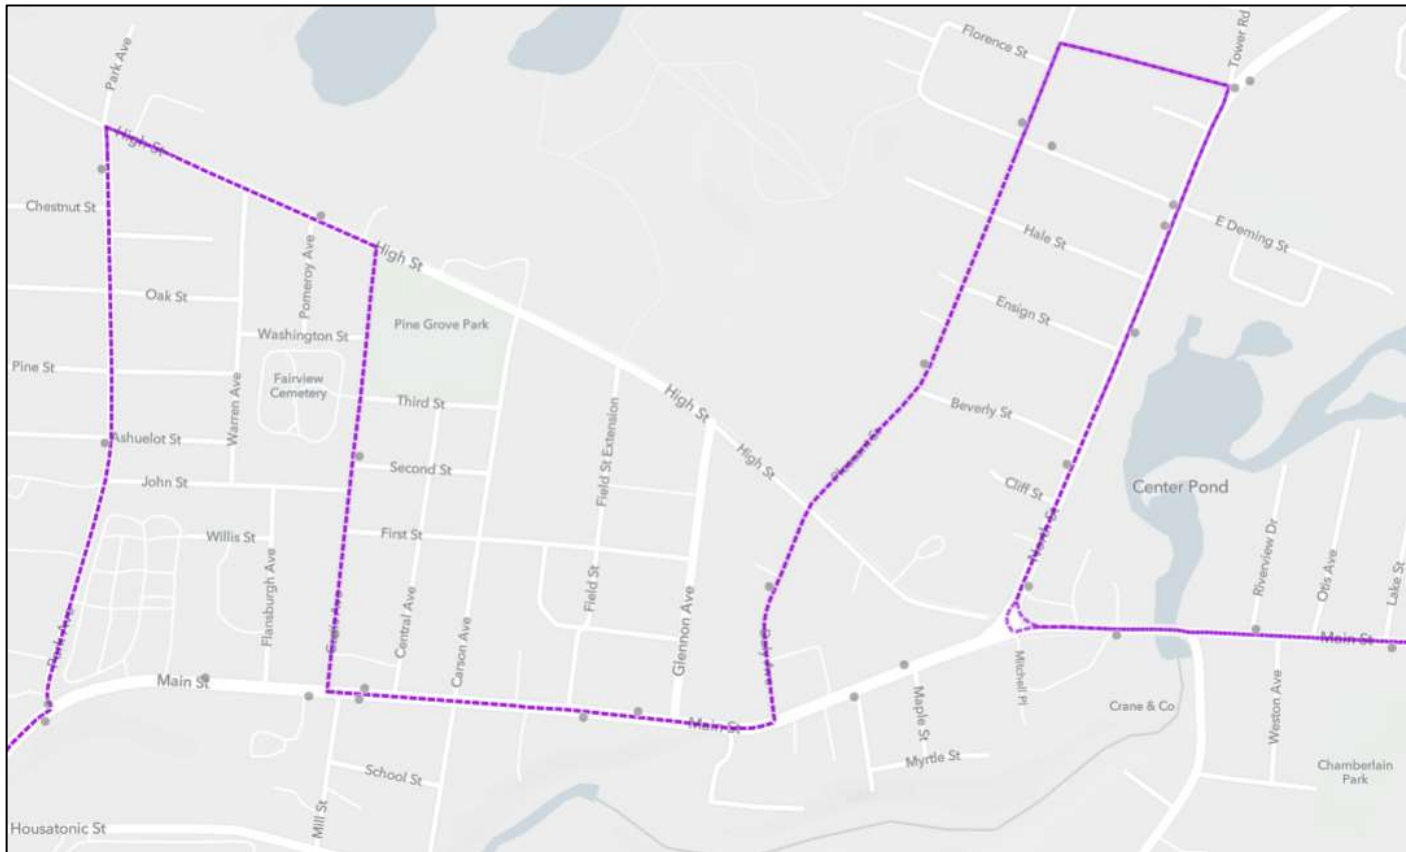 Park Ave
Florence St
Tower Rd
High St
Chestnut St
Hale St
E Deming St
High St
Pomeroy Ave
Oak St
Ensign St
Pine Grove Park
Washington St
Pine St
Fairview
Cemetery
Third St
High St
Beverly St
Warren Ave
Ashuelot St
Field St Extension
High St
Second St
John St
Cliff St
Center Pond
First St
Willis St
North St
Flansburgh Ave
Field St
Riverview Dr
Otis Ave
Lake St
Park Ave
Central Ave
Carson Ave
Glennon Ave
Main St
Main St
Main St
Mitchell Pl
Maple St
Crane & Co
Weston Ave
Myrtle St
School St
Chamberlain
Park
Mill St
Housatonic St